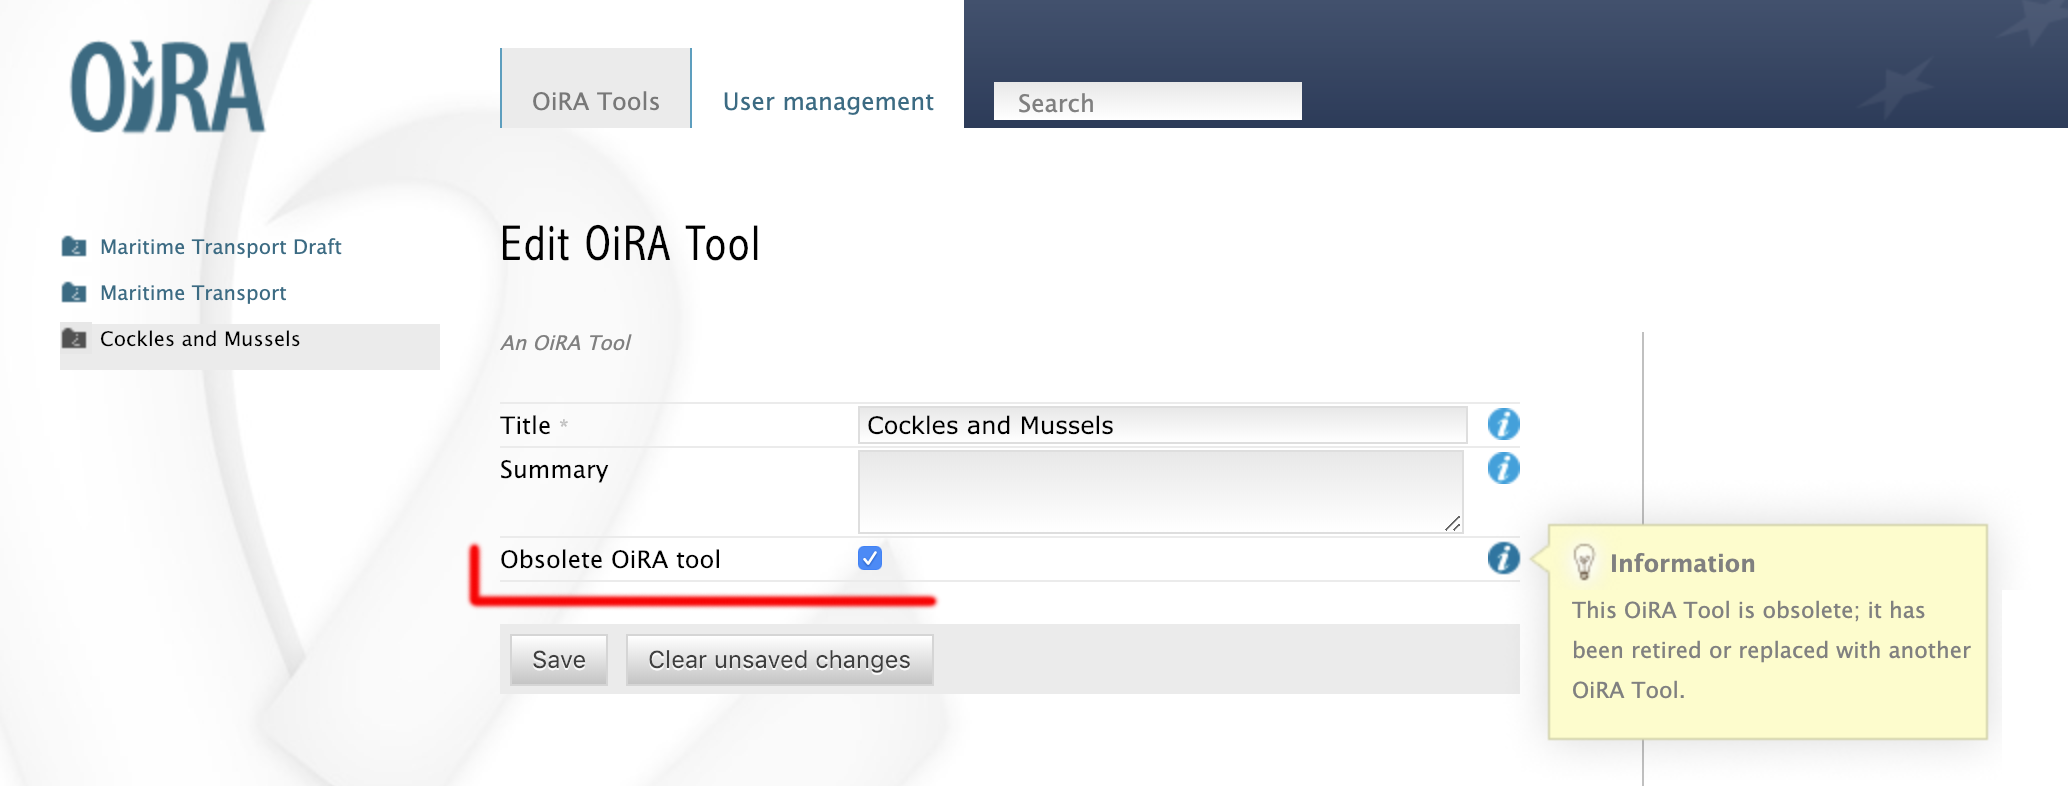 OiRA
OiRA Tools
User management
Search
Maritime Transport Draft
Maritime Transport
Cockles and Mussels
Edit OiRA Tool
An OiRA Tool
Title *
Cockles and Mussels
Summary
Obsolete OiRA tool
Information
This OiRA Tool is obsolete; it has
been retired or replaced with another
OiRA Tool.
Save
Clear unsaved changes